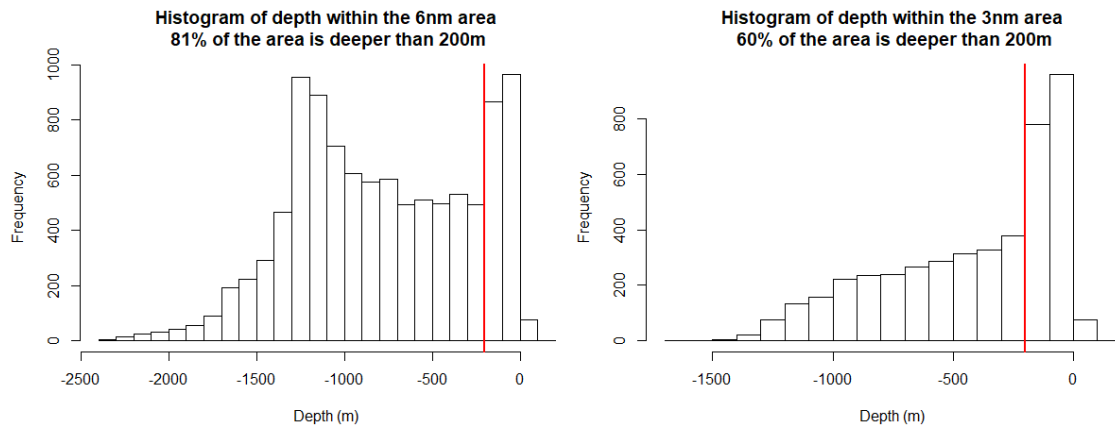 Histogram of depth within the 6nm area
81% of the area is deeper than 200m
Frequency
1000
800
600
400
200
0
-2500 -2000 -1500 -1000 -500 0
Depth (m)
Histogram of depth within the 3nm area
60% of the area is deeper than 200m
Frequency
800
600
400
200
0
-1500 -1000 -500 0
Depth (m)